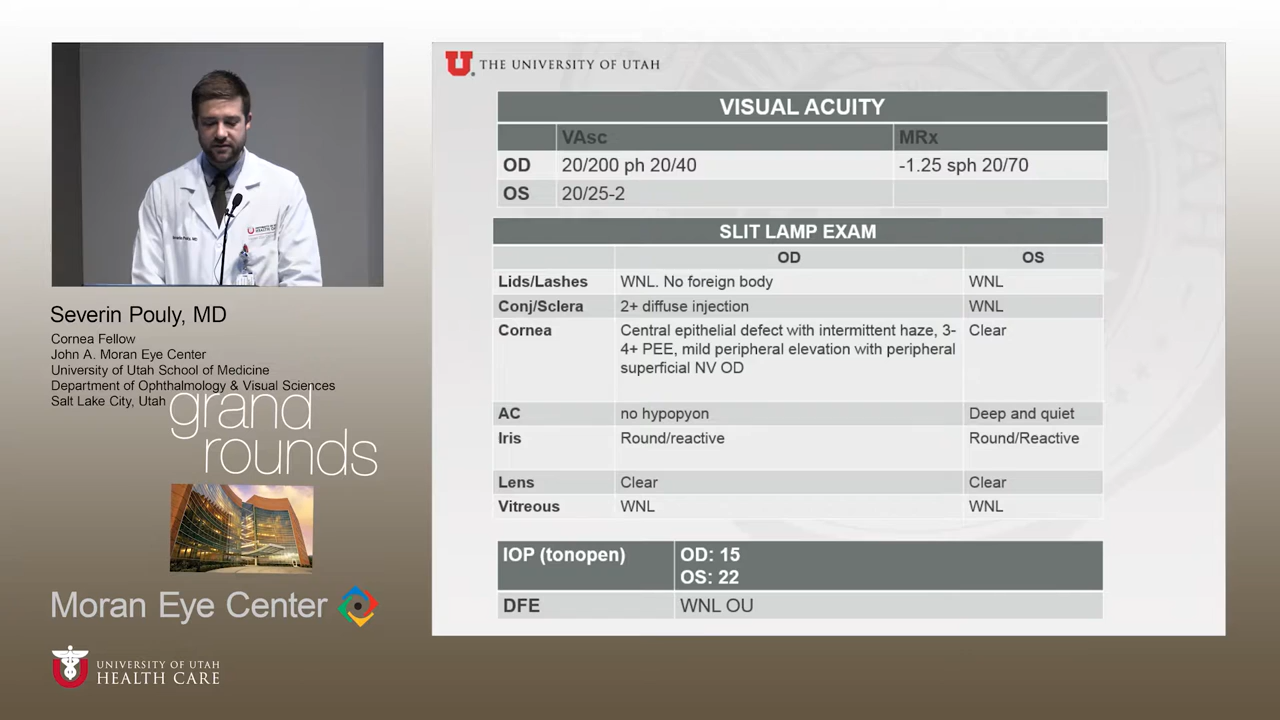 THE UNIVERSITY OF UTAH
VISUAL ACUITY
VAsc MRx
OD 20/200 ph 20/40 -1.25 sph 20/70
OS 20/25-2
SLIT LAMP EXAM
OD OS
Lids/Lashes WNL. No foreign body WNL
Conj/Sclera 2+ diffuse injection WNL
Cornea Central epithelial defect with intermittent haze, 3- Clear
4+ PEE, mild peripheral elevation with peripheral
superficial NV OD
AC no hypopyon Deep and quiet
Iris Round/reactive Round/Reactive
Lens Clear Clear
Vitreous WNL WNL
IOP (tonopen) OD: 15
OS: 22
DFE WNL OU
Severin Pouly, MD
Cornea Fellow
John A. Moran Eye Center
University of Utah School of Medicine
Department of Ophthalmology & Visual Sciences
Salt Lake City, Utah
grand
rounds
Moran Eye Center
UNIVERSITY OF UTAH
HEALTH CARE